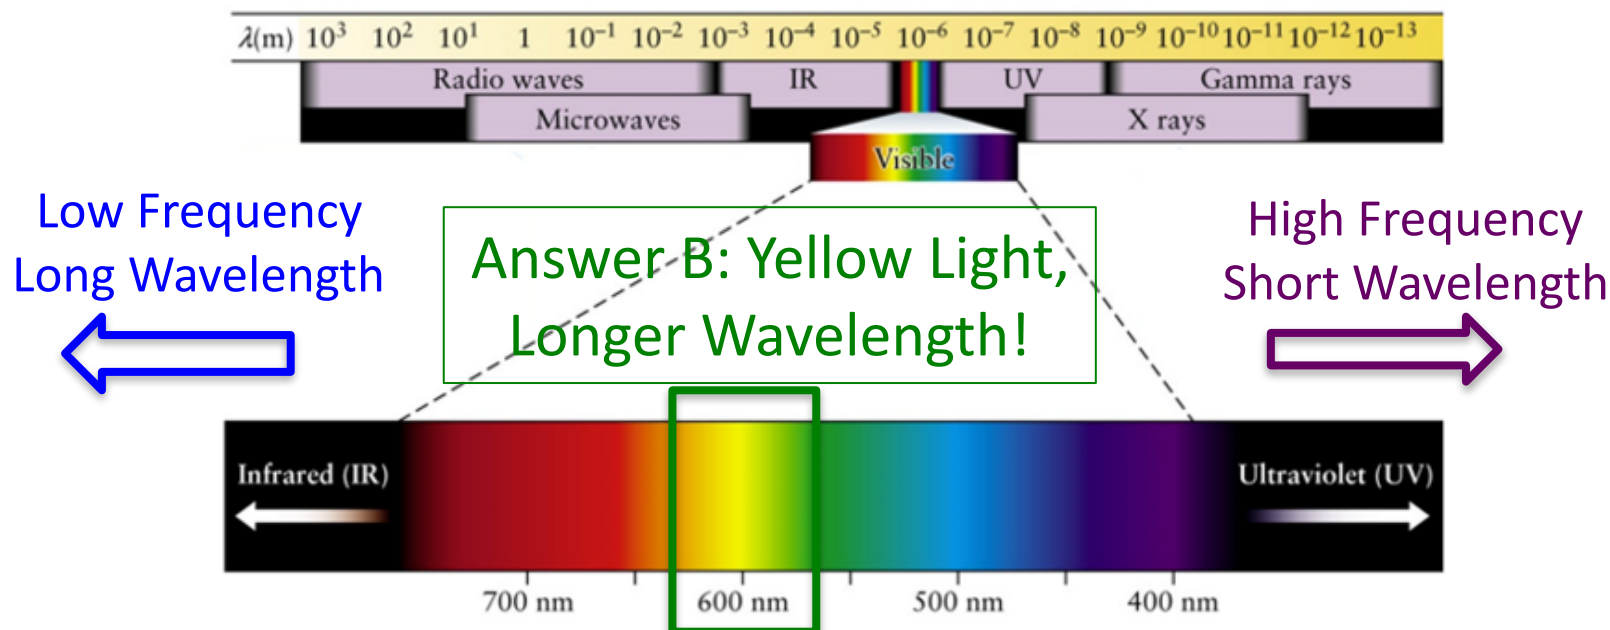 λ(m) 10³ 10² 10¹ 1 10⁻¹ 10⁻² 10⁻³ 10⁻⁴ 10⁻⁵ 10⁻⁶ 10⁻⁷ 10⁻⁸ 10⁻⁹ 10⁻¹⁰ 10⁻¹¹ 10⁻¹² 10⁻¹³
Radio waves IR UV Gamma rays
Microwaves X rays
Visible
Low Frequency
Long Wavelength
Answer B: Yellow Light,
Longer Wavelength!
High Frequency
Short Wavelength
Infrared (IR) Ultraviolet (UV)
700 nm 600 nm 500 nm 400 nm